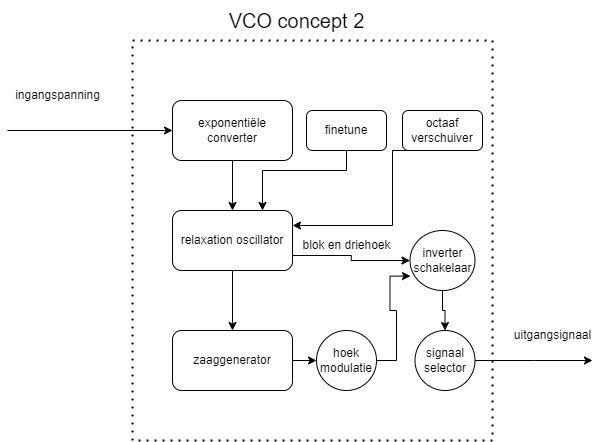 VCO concept 2
ingangspanning
exponentiële
converter
finetune
octaaf
verschuiver
relaxation oscillator
blok en driehoek
inverter
schakelaar
zaaggenerator
hoek
modulatie
signaal
selector
uitgangsignaal